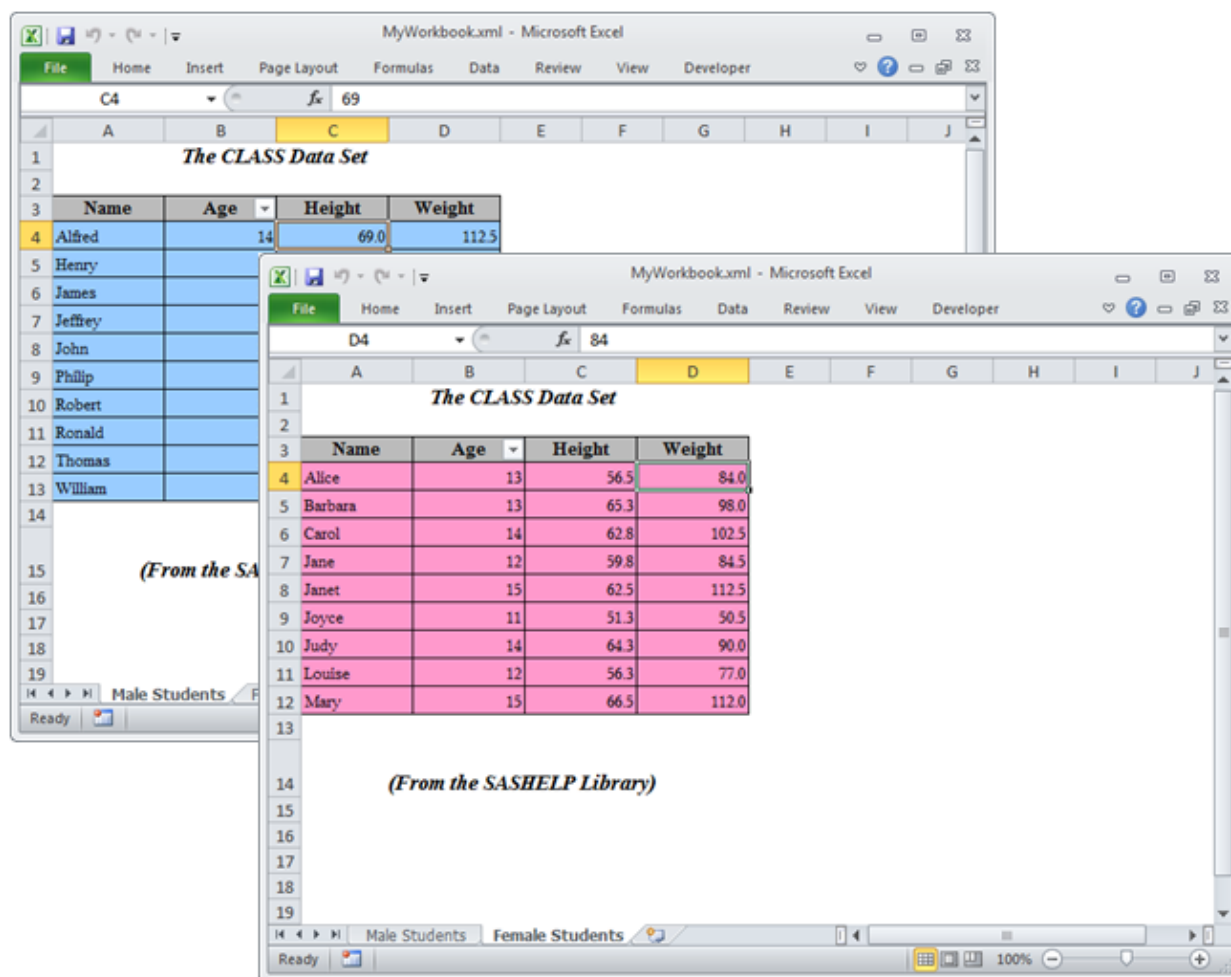 MyWorkbook.xml - Microsoft Excel
File Home Insert Page Layout Formulas Data Review View Developer
C4 fx 69
A B C D E F G H I J
1 The CLASS Data Set
2
3 Name Age Height Weight
4 Alfred 14 69.0 112.5
5 Henry
6 James
7 Jeffrey
8 John
9 Philip
10 Robert
11 Ronald
12 Thomas
13 William
14
15 (From the SA
16
17
18
19
Male Students F
Ready
MyWorkbook.xml - Microsoft Excel
File Home Insert Page Layout Formulas Data Review View Developer
D4 fx 84
A B C D E F G H I J
1 The CLASS Data Set
2
3 Name Age Height Weight
4 Alice 13 56.5 84.0
5 Barbara 13 65.3 98.0
6 Carol 14 62.8 102.5
7 Jane 12 59.8 84.5
8 Janet 15 62.5 112.5
9 Joyce 11 51.3 50.5
10 Judy 14 64.3 90.0
11 Louise 12 56.3 77.0
12 Mary 15 66.5 112.0
13
14 (From the SASHELP Library)
15
16
17
18
19
Male Students Female Students
Ready 100%